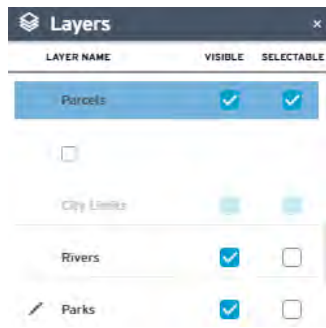 Layers ×
LAYER NAME VISIBLE SELECTABLE
Parcels
City Limits
Rivers
Parks